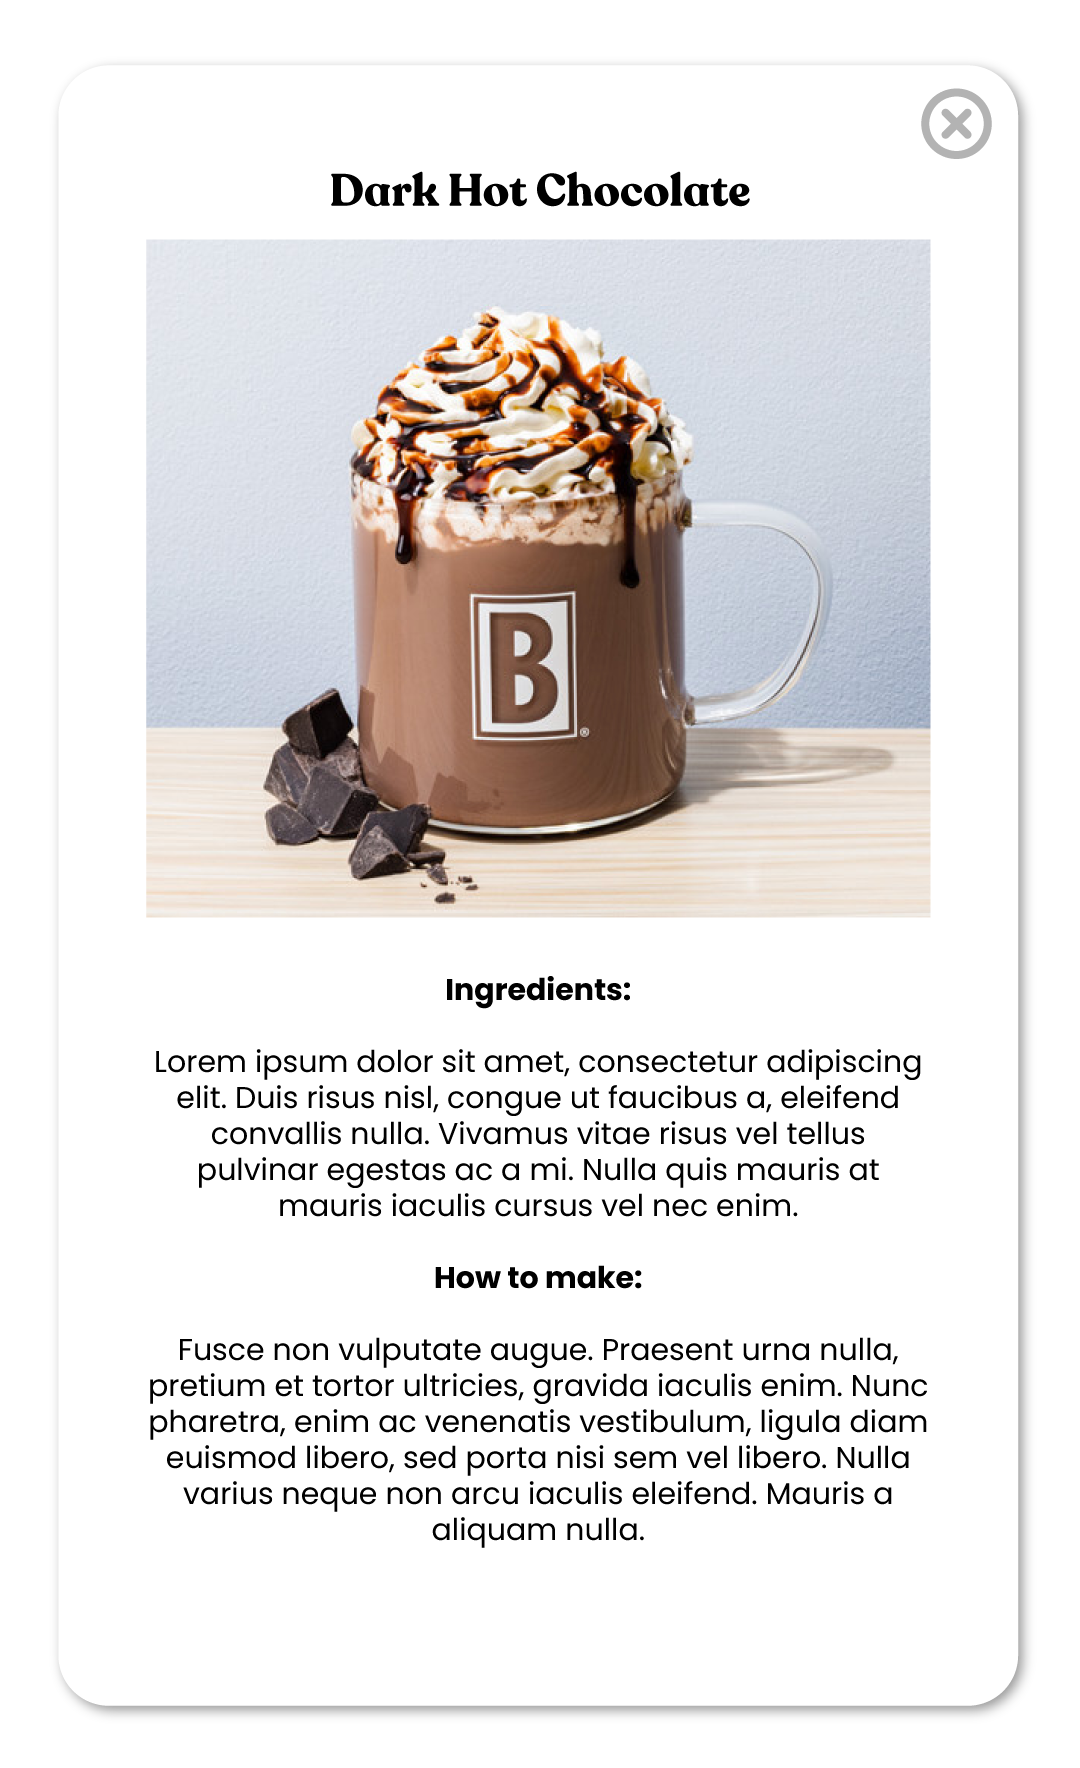 Dark Hot Chocolate
B
®
Ingredients:
Lorem ipsum dolor sit amet, consectetur adipiscing
elit. Duis risus nisl, congue ut faucibus a, eleifend
convallis nulla. Vivamus vitae risus vel tellus
pulvinar egestas ac a mi. Nulla quis mauris at
mauris iaculis cursus vel nec enim.
How to make:
Fusce non vulputate augue. Praesent urna nulla,
pretium et tortor ultricies, gravida iaculis enim. Nunc
pharetra, enim ac venenatis vestibulum, ligula diam
euismod libero, sed porta nisi sem vel libero. Nulla
varius neque non arcu iaculis eleifend. Mauris a
aliquam nulla.